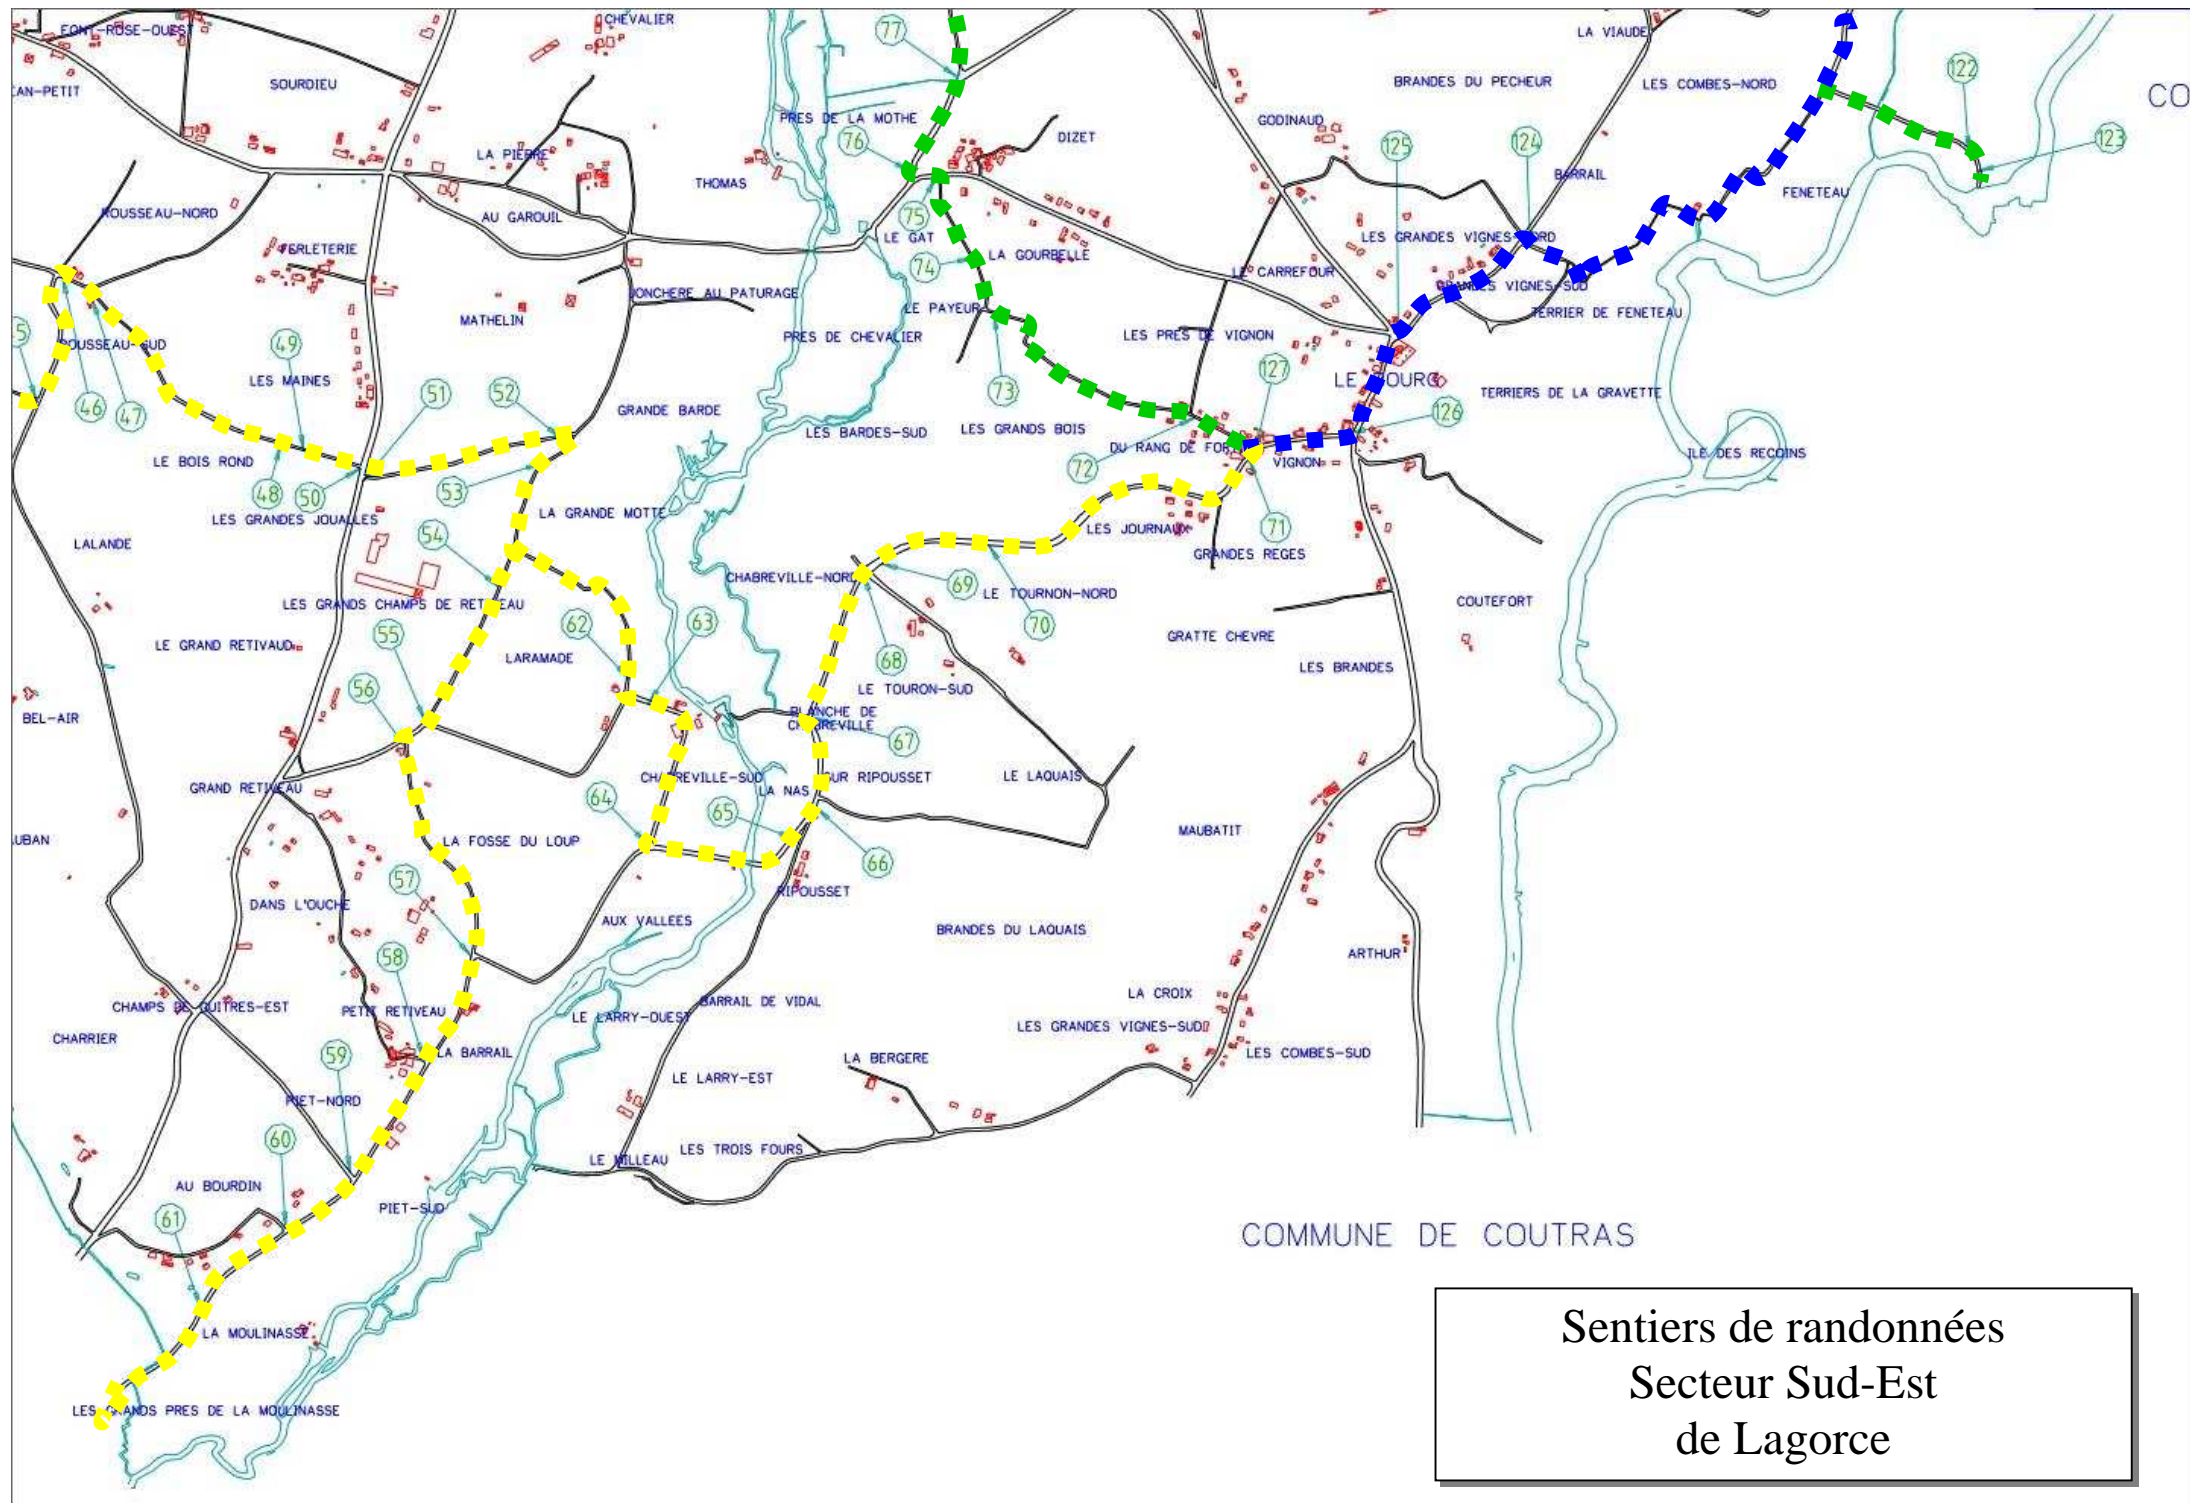 FONT-ROSE-OUEST
CHEVALIER
77
LA VIAUDE
SOURDIEU
BRANDES DU PECHEUR
LES COMBES-NORD
122
CO
PRES DE LA MOTHE
DIZET
GODINAUD
76
125
124
123
LA PIERRE
THOMAS
BARRAIL
FENETEAU
ROUSSEAU-NORD
AU GAROUIL
75
LE GAT
LES GRANDES VIGNES-NORD
FERLETERIE
74
LA GOURBELLE
LE CARREFOUR
JONCHERE AU PATURAGE
GRANDES VIGNES-SUD
MATHELIN
LE PAYEUR
TERRIER DE FENETEAU
PRES DE CHEVALIER
LES PRES DE VIGNON
ROUSSEAU-SUD
49
LES MAINES
127
LE BOURG
46
47
51
52
GRANDE BARDE
73
126
TERRIERS DE LA GRAVETTE
LES BARDES-SUD
LES GRANDS BOIS
DU RANG DE FOR
VIGNON
ILE DES RECOINS
LE BOIS ROND
48
50
53
72
LES GRANDES JOUALLES
LA GRANDE MOTTE
LES JOURNAUX
71
LALANDE
54
GRANDES REGES
CHABREVILLE-NORD
69
LE TOURNON-NORD
LES GRANDS CHAMPS DE RETIVEAU
COUTEFORT
55
62
63
70
GRATTE CHEVRE
LE GRAND RETIVAUD
LARAMADE
68
LES BRANDES
56
LE TOURON-SUD
BEL-AIR
PLANCHE DE
CHABREVILLE
67
GRAND RETIVEAU
CHABREVILLE-SUD
LA NAS
SUR RIPOUSSET
LE LAQUAIS
64
65
MAUBATIT
LA FOSSE DU LOUP
66
57
RIPOUSSET
DANS L'OUCHE
AUX VALLEES
BRANDES DU LAQUAIS
58
ARTHUR
LA CROIX
CHAMPS DE GUITRES-EST
PETIT RETIVEAU
BARRAIL DE VIDAL
LE LARRY-OUEST
LES GRANDES VIGNES-SUD
CHARRIER
59
LA BARRAIL
LA BERGERE
LES COMBES-SUD
LE LARRY-EST
PIET-NORD
60
LES TROIS FOURS
LE MILLEAU
AU BOURDIN
61
PIET-SUD
COMMUNE DE COUTRAS
LA MOULINASSE
LES GRANDS PRES DE LA MOULINASSE
Sentiers de randonnées
Secteur Sud-Est
de Lagorce